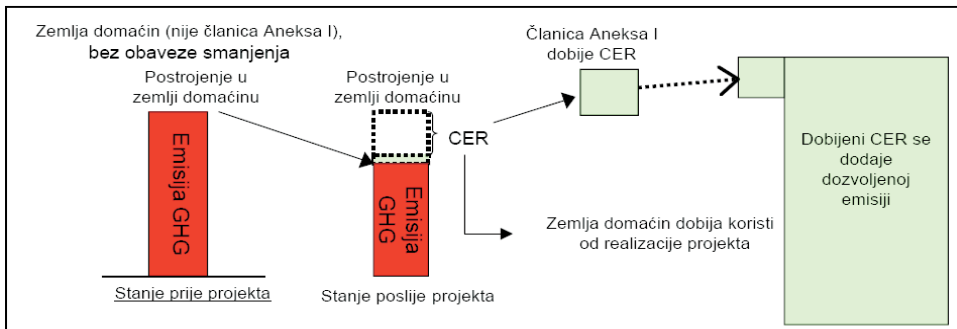 Zemlja domaćin (nije članica Aneksa I),
bez obaveze smanjenja
Postrojenje u
zemlji domaćinu
Emisija GHG
Stanje prije projekta
Postrojenje u
zemlji domaćinu
CER
Emisija
GHG
Stanje poslije projekta
Članica Aneksa I
dobije CER
Zemlja domaćin dobija koristi
od realizacije projekta
Dobijeni CER se
dodaje
dozvoljenoj
emisiji